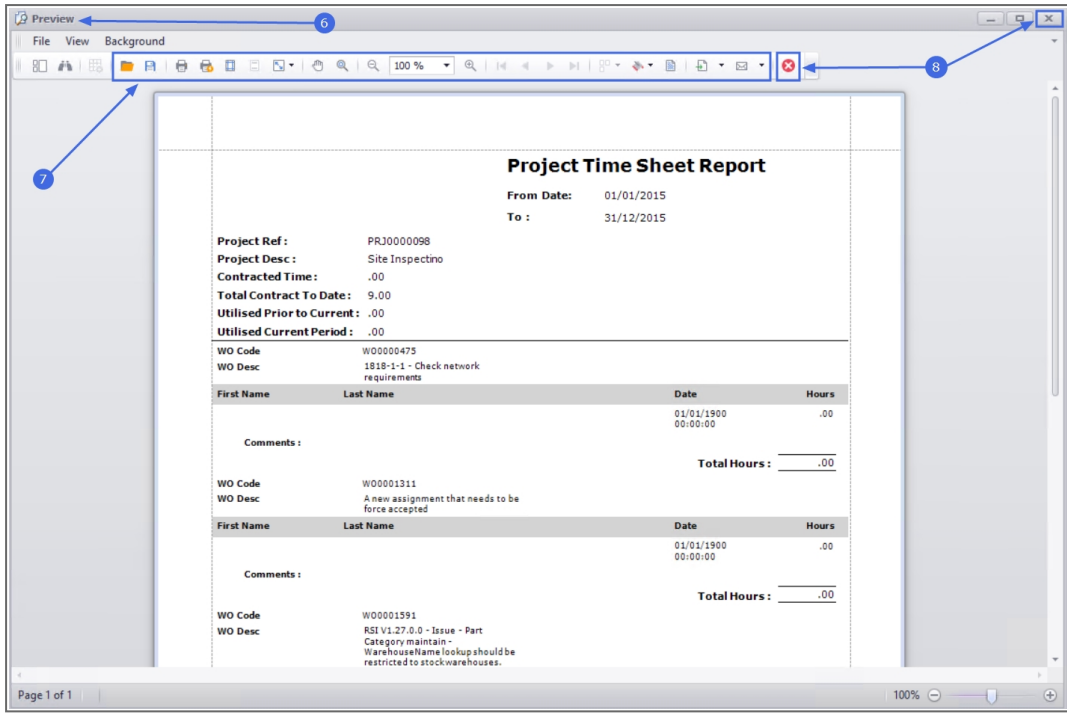 Preview
6
File View Background
100 %
8
7
Project Time Sheet Report
From Date: 01/01/2015
To : 31/12/2015
Project Ref : PRJ0000098
Project Desc : Site Inspectino
Contracted Time : .00
Total Contract To Date : 9.00
Utilised Prior to Current : .00
Utilised Current Period : .00
WO Code WO0000475
WO Desc 1818-1-1 - Check network
requirements
First Name Last Name Date Hours
01/01/1900 .00
00:00:00
Comments :
Total Hours : .00
WO Code WO0001311
WO Desc A new assignment that needs to be
force accepted
First Name Last Name Date Hours
01/01/1900 .00
00:00:00
Comments :
Total Hours : .00
WO Code WO0001591
WO Desc RSI V1.27.0.0 - Issue - Part
Category maintain -
WarehouseName lookup should be
restricted to stock warehouses.
Page 1 of 1 100%